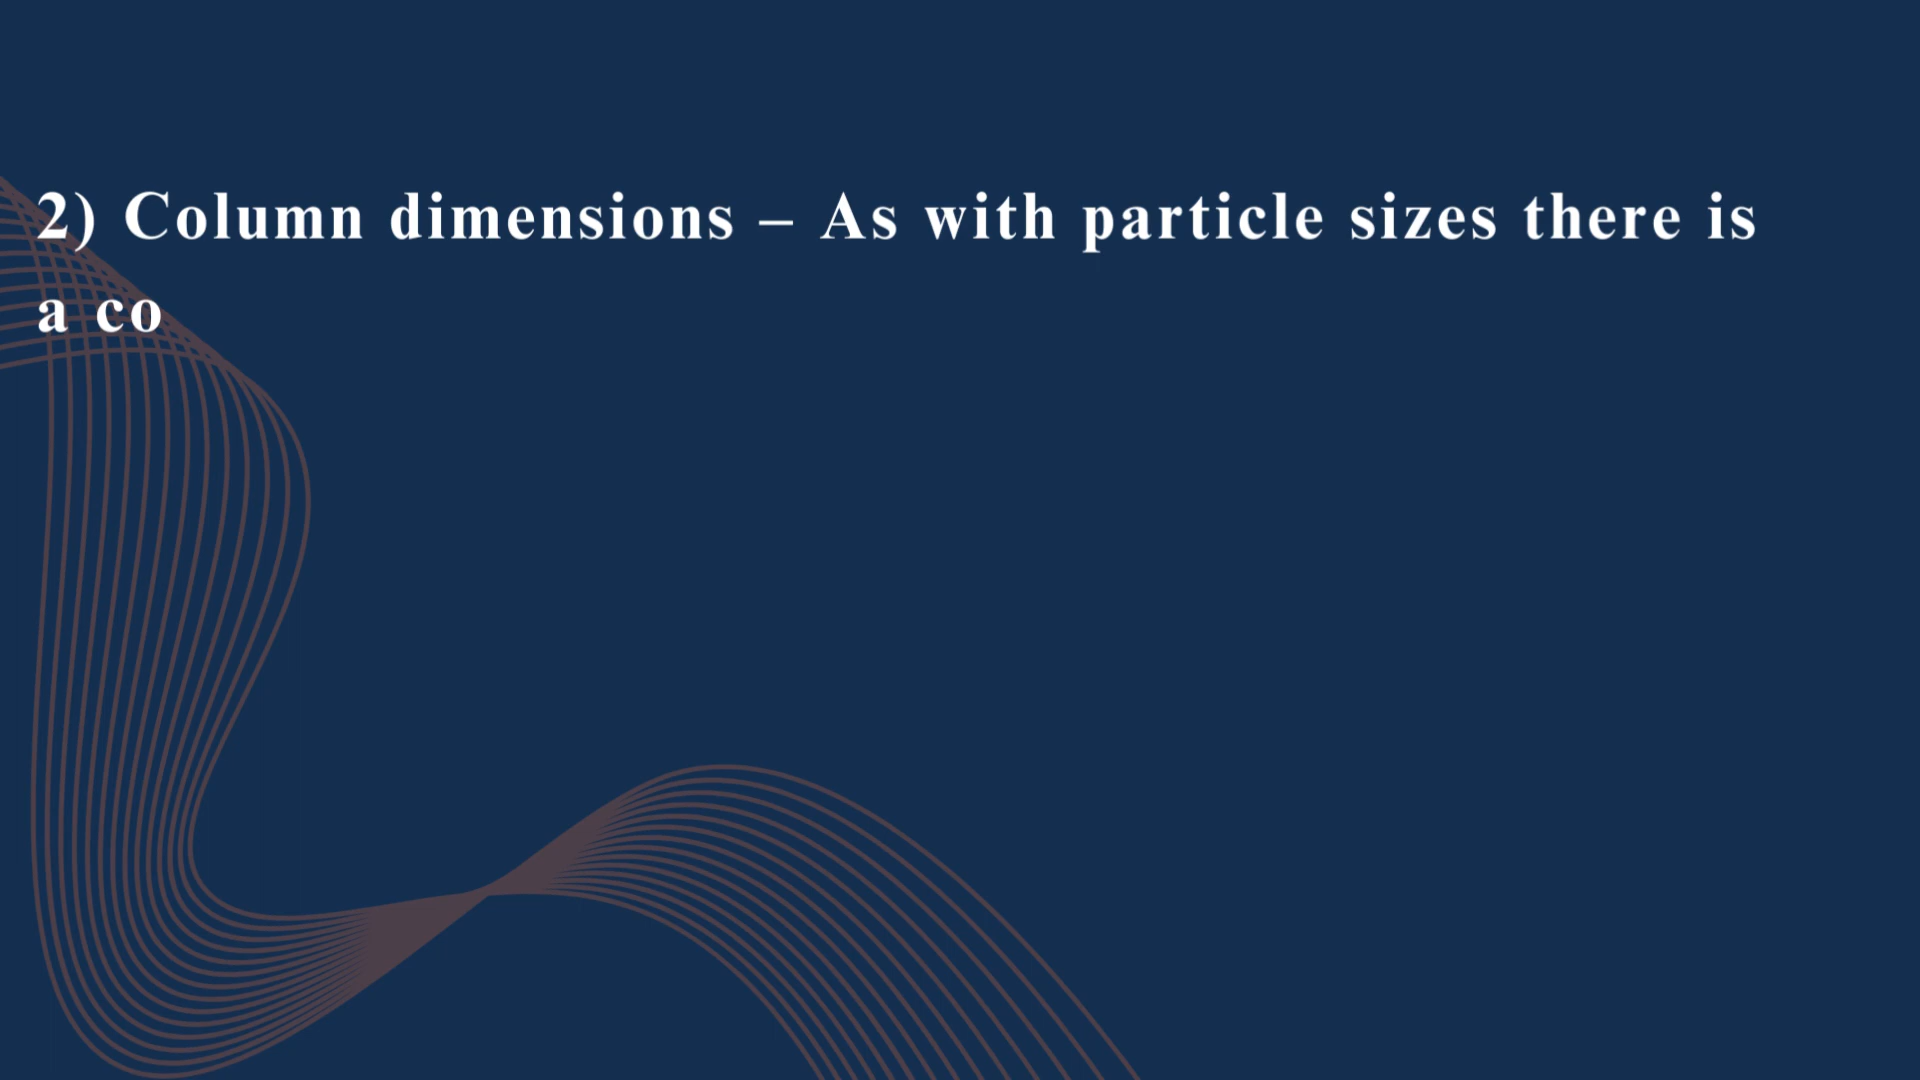 2) Column dimensions – As with particle sizes there is
a co